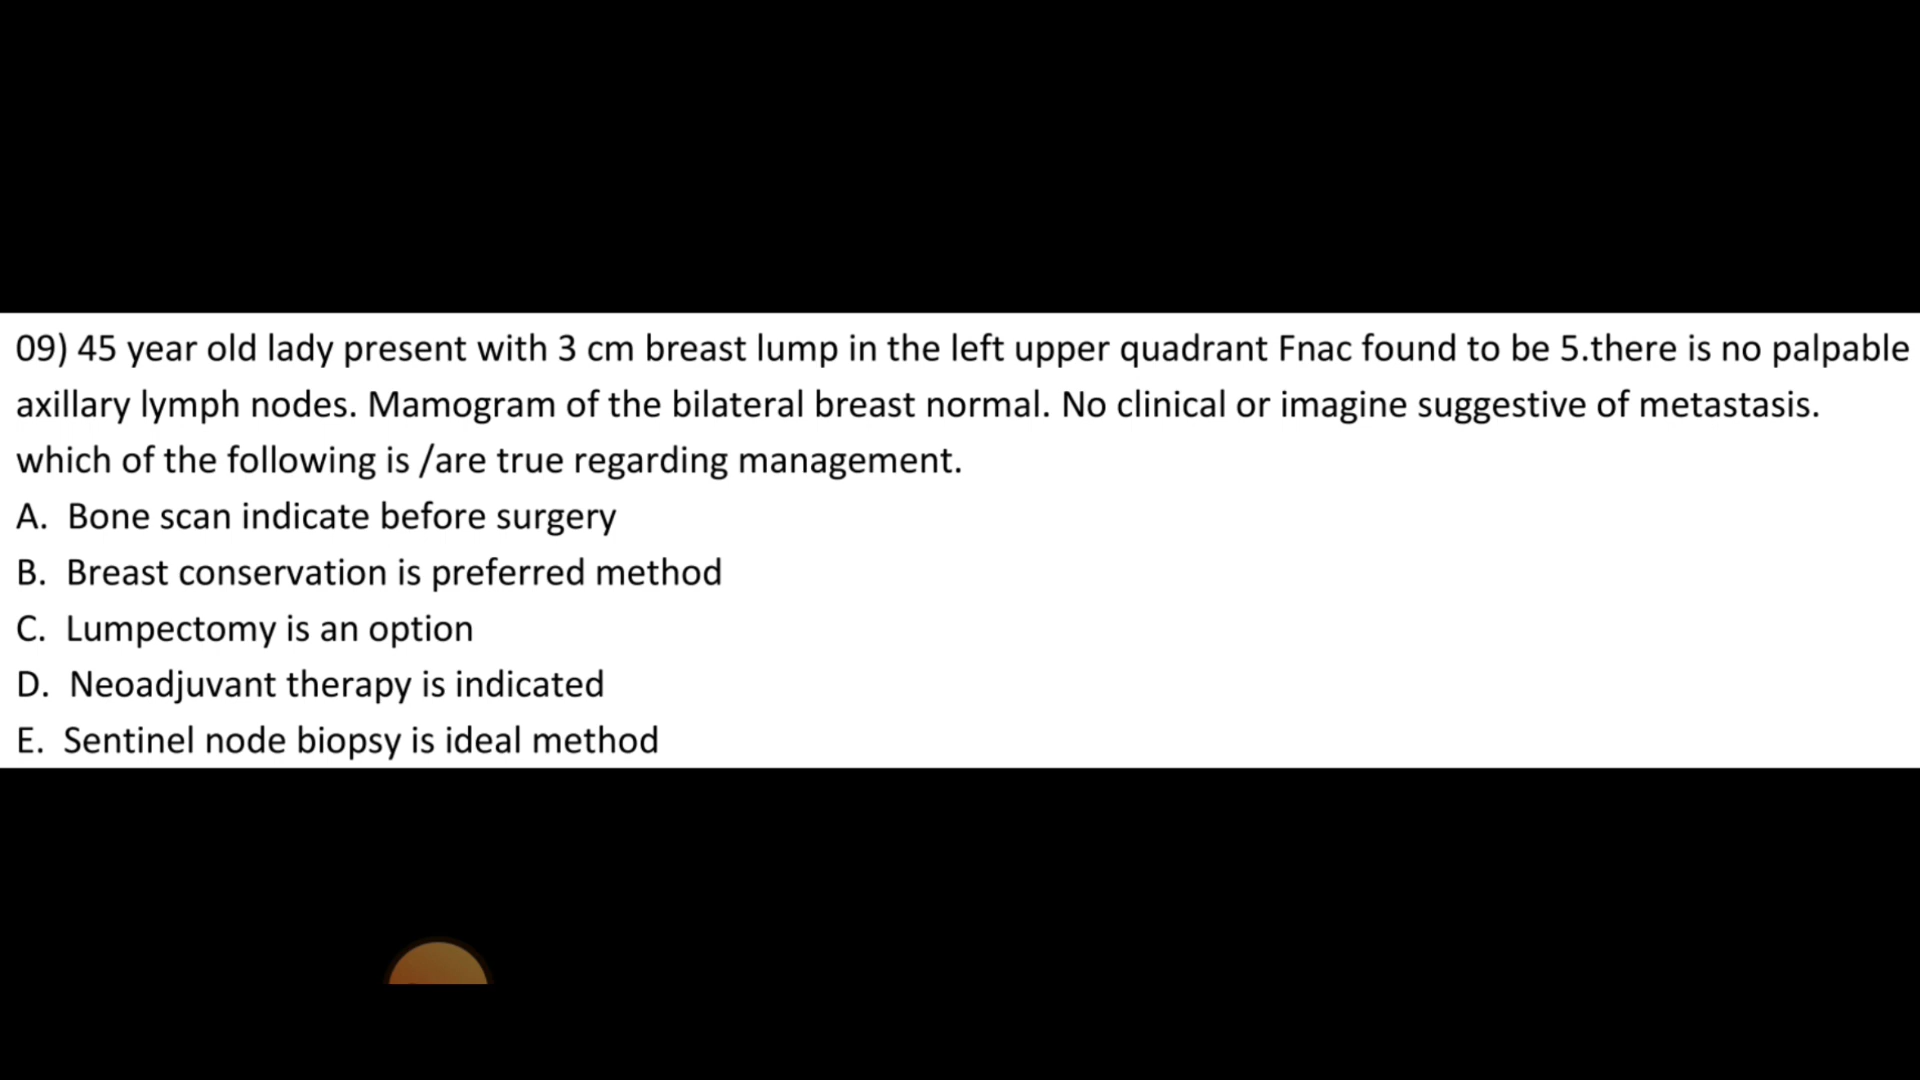 09) 45 year old lady present with 3 cm breast lump in the left upper quadrant Fnac found to be 5.there is no palpable
axillary lymph nodes. Mamogram of the bilateral breast normal. No clinical or imagine suggestive of metastasis.
which of the following is /are true regarding management.
A. Bone scan indicate before surgery
B. Breast conservation is preferred method
C. Lumpectomy is an option
D. Neoadjuvant therapy is indicated
E. Sentinel node biopsy is ideal method